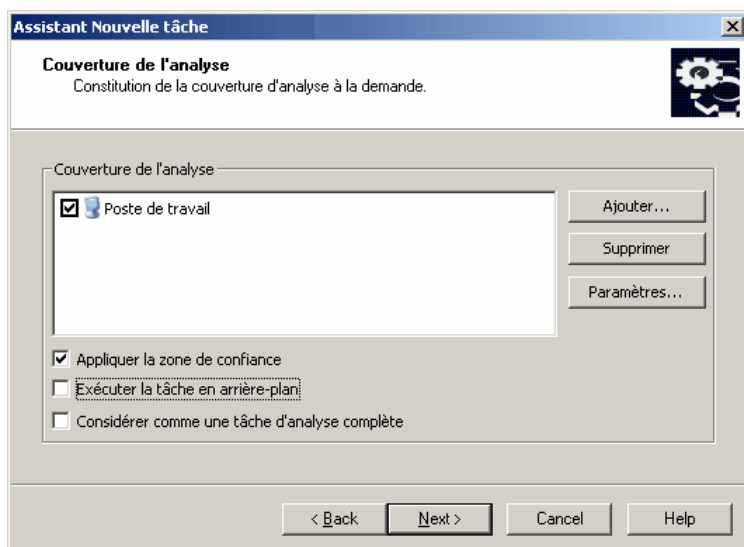 Assistant Nouvelle tâche
Couverture de l'analyse
Constitution de la couverture d'analyse à la demande.
Couverture de l'analyse
Poste de travail
Ajouter...
Supprimer
Paramètres...
Appliquer la zone de confiance
Exécuter la tâche en arrière-plan
Considérer comme une tâche d'analyse complète
< Back
Next >
Cancel
Help